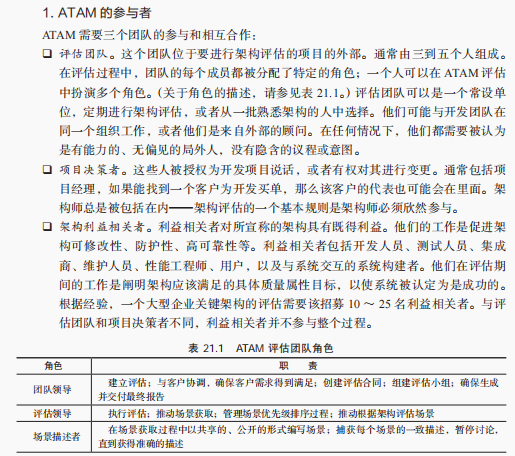 1. ATAM 的参与者
ATAM 需要三个团队的参与和相互合作：
❑ 评估团队。这个团队位于要进行架构评估的项目的外部。通常由三到五个人组成。
在评估过程中，团队的每个成员都被分配了特定的角色；一个人可以在 ATAM 评估
中扮演多个角色。（关于角色的描述，请参见表 21.1。）评估团队可以是一个常设单
位，定期进行架构评估，或者从一批熟悉架构的人中选择。他们可能与开发团队在
同一个组织工作，或者他们是来自外部的顾问。在任何情况下，他们都需要被认为
是有能力的、无偏见的局外人，没有隐含的议程或意图。
❑ 项目决策者。这些人被授权为开发项目说话，或者有权对其进行变更。通常包括项
目经理，如果能找到一个客户为开发买单，那么该客户的代表也可能会在里面。架
构师总是被包括在内——架构评估的一个基本规则是架构师必须欣然参与。
❑ 架构利益相关者。利益相关者对所宣称的架构具有既得利益。他们的工作是促进架
构可修改性、防护性、高可靠性等。利益相关者包括开发人员、测试人员、集成
商、维护人员、性能工程师、用户，以及与系统交互的系统构建者。他们在评估期
间的工作是阐明架构应该满足的具体质量属性目标，以使系统被认定为是成功的。
根据经验，一个大型企业关键架构的评估需要该招募 10 ～ 25 名利益相关者。与评
估团队和项目决策者不同，利益相关者并不参与整个过程。
表 21.1 ATAM 评估团队角色
角色 职 责
团队领导 建立评估；与客户协调，确保客户需求得到满足；创建评估合同；组建评估小组；确保生成
并交付最终报告
评估领导 执行评估；推动场景获取；管理场景优先级排序过程；推动根据架构评估场景
场景描述者 在场景获取过程中以共享的、公开的形式编写场景；捕获每个场景的一致描述，暂停讨论，
直到获得准确的描述